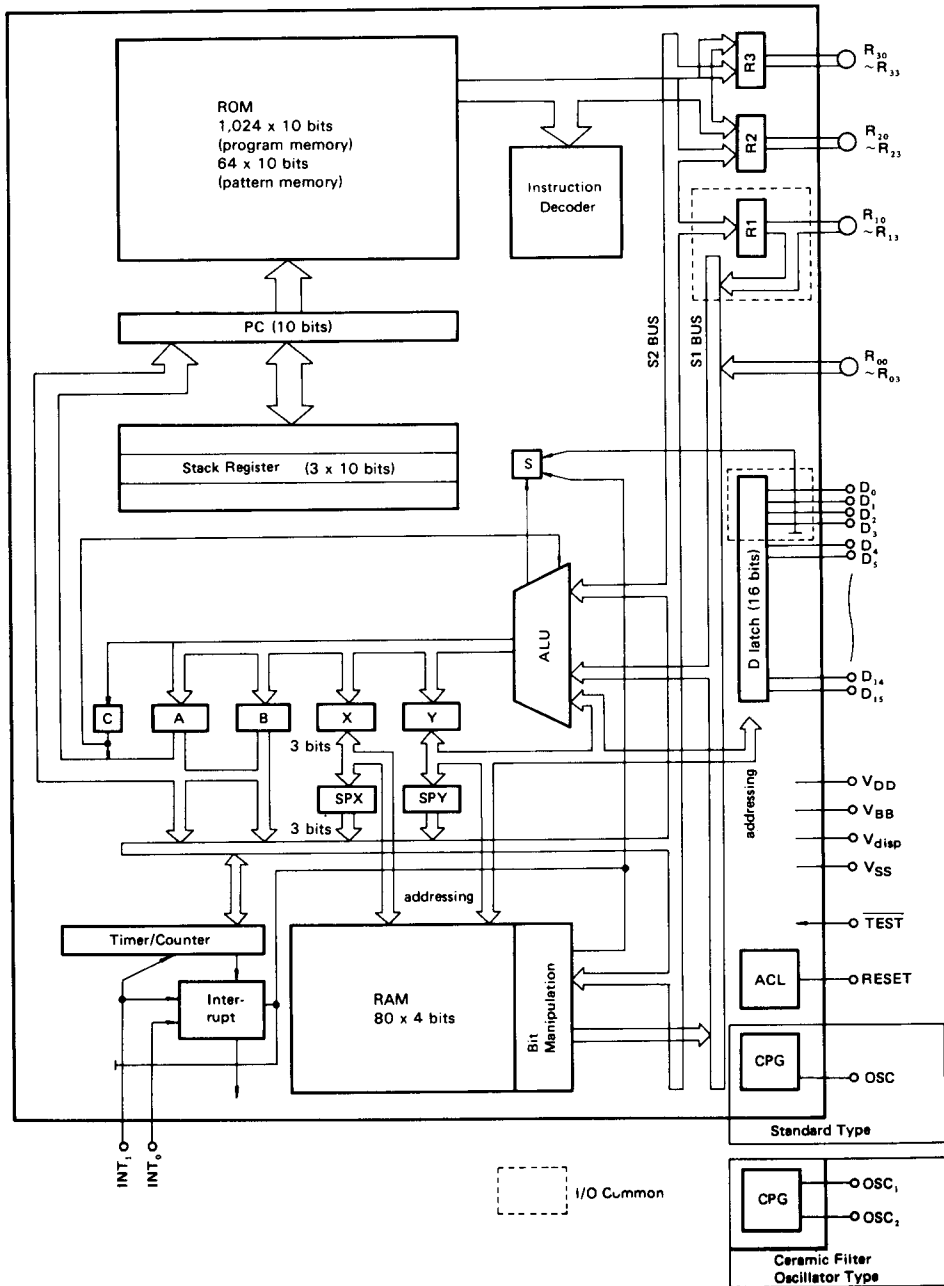 ROM
1,024 x 10 bits
(program memory)
64 x 10 bits
(pattern memory)
Instruction
Decoder
R3
R₃₀
~R₃₃
R2
R₂₀
~R₂₃
R1
R₁₀
~R₁₃
PC (10 bits)
S2 BUS
S1 BUS
R₀₀
~R₀₃
Stack Register (3 x 10 bits)
S
D latch (16 bits)
D₀
D₁
D₂
D₃
D₄
D₅
D₁₄
D₁₅
ALU
C
A
B
X
Y
3 bits
SPX
SPY
3 bits
addressing
addressing
V_DD
V_BB
V_disp
V_SS
TEST
Timer/Counter
Inter-
rupt
RAM
80 x 4 bits
Bit
Manipulation
ACL
RESET
CPG
OSC
Standard Type
INT₁
INT₀
I/O Common
CPG
OSC₁
OSC₂
Ceramic Filter
Oscillator Type